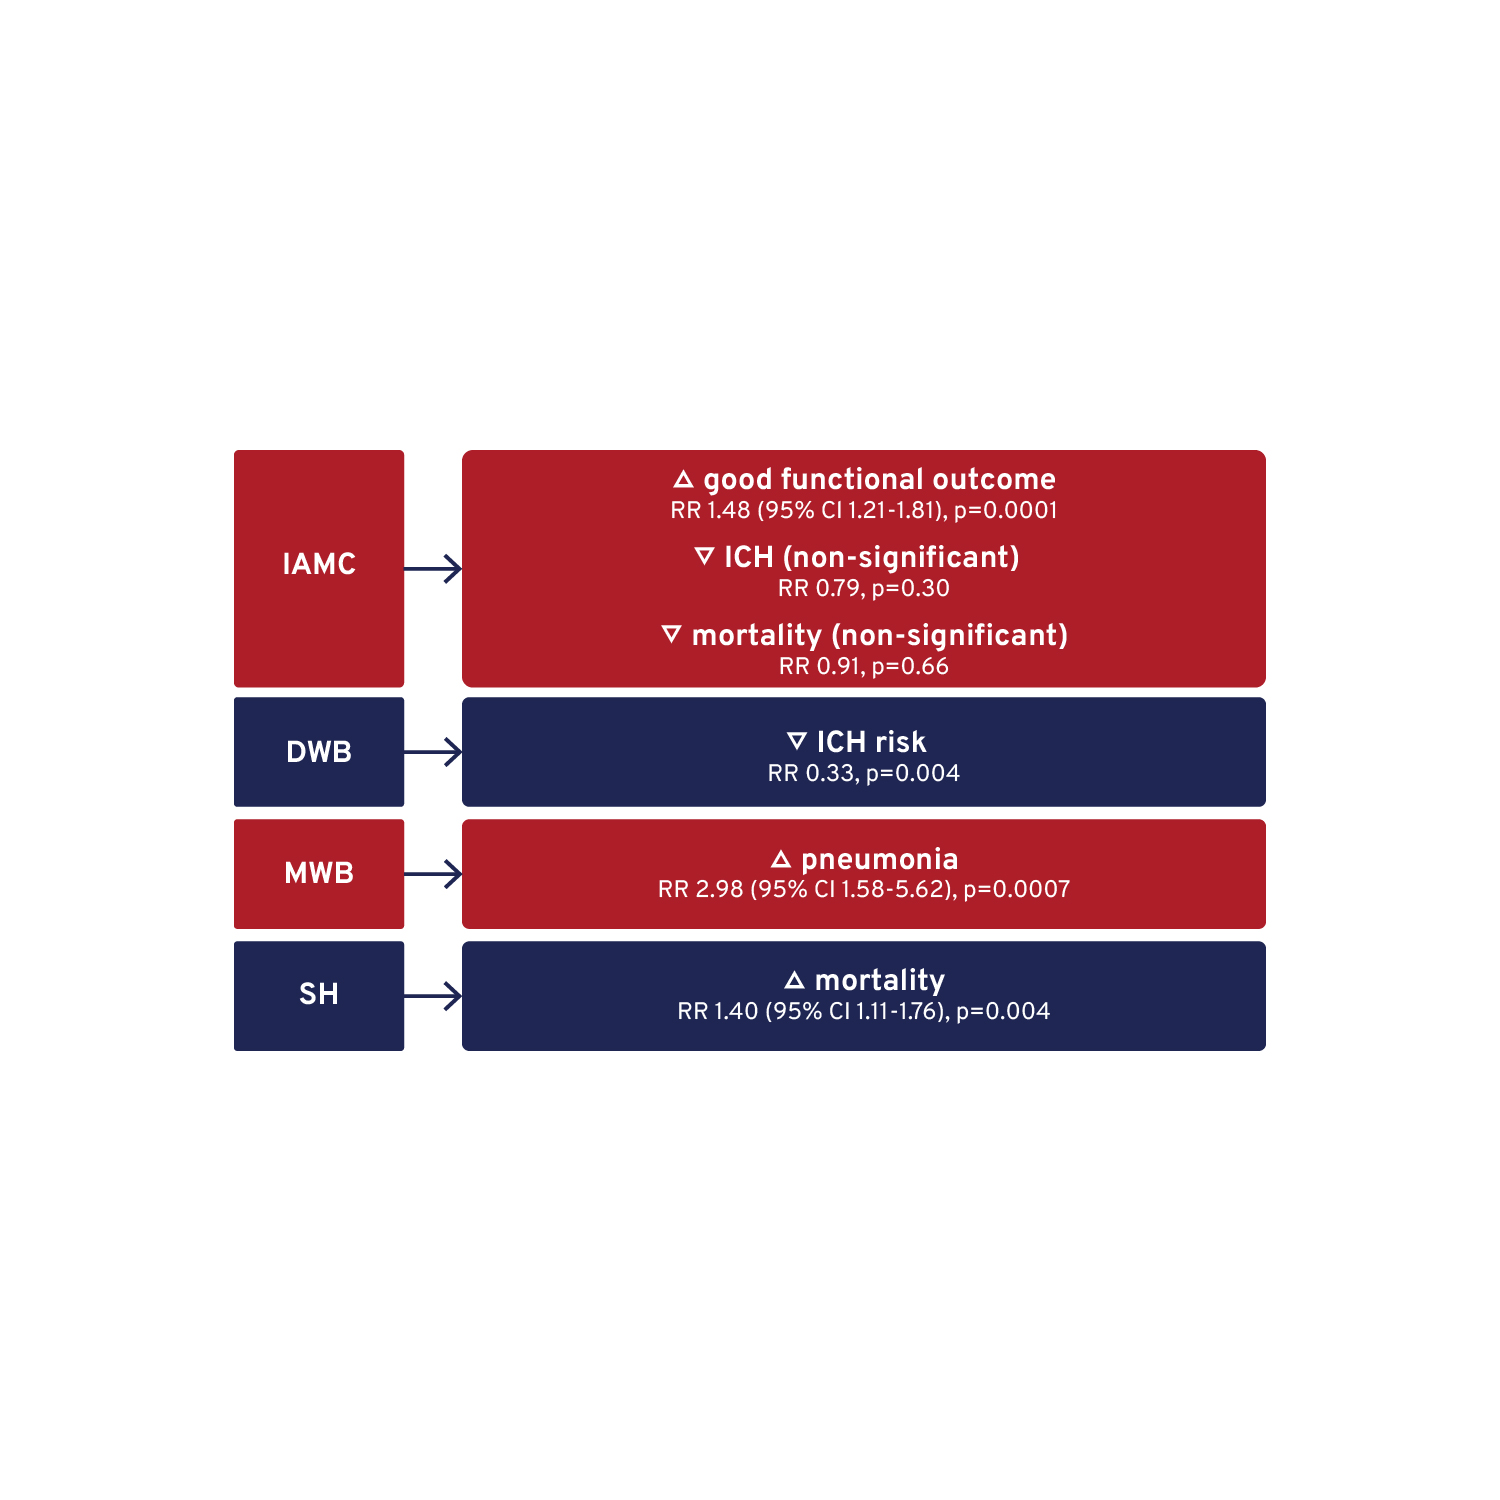 IAMC
△ good functional outcome
RR 1.48 (95% CI 1.21-1.81), p=0.0001
▽ ICH (non-significant)
RR 0.79, p=0.30
▽ mortality (non-significant)
RR 0.91, p=0.66
DWB
▽ ICH risk
RR 0.33, p=0.004
MWB
△ pneumonia
RR 2.98 (95% CI 1.58-5.62), p=0.0007
SH
△ mortality
RR 1.40 (95% CI 1.11-1.76), p=0.004